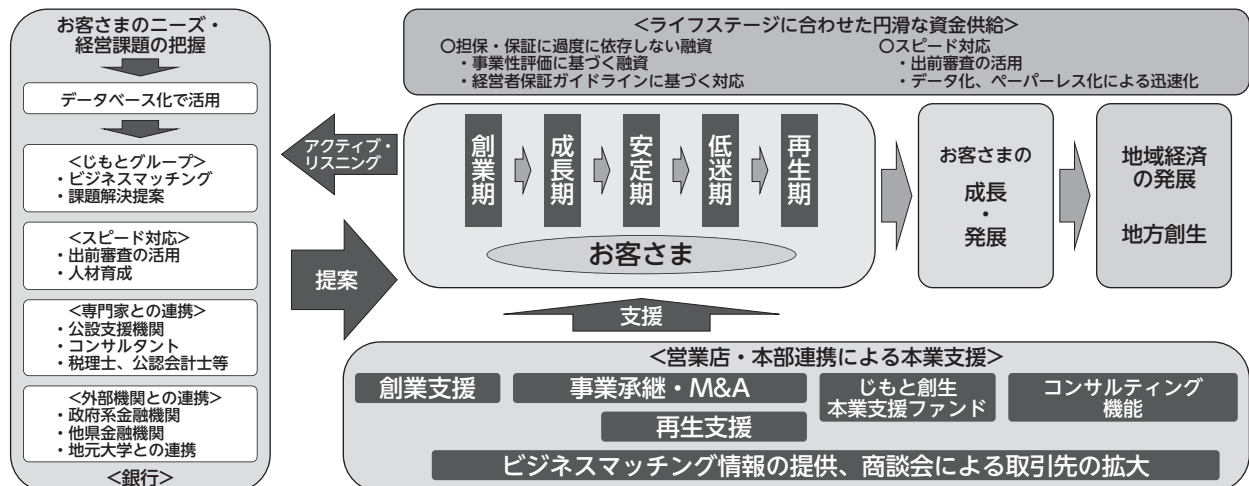 お客さまのニーズ・
経営課題の把握
データベース化で活用
<じもとグループ>
・ビジネスマッチング
・課題解決提案
<スピード対応>
・出前審査の活用
・人材育成
<専門家との連携>
・公設支援機関
・コンサルタント
・税理士、公認会計士等
<外部機関との連携>
・政府系金融機関
・他県金融機関
・地元大学との連携
<銀行>
アクティブ・
リスニング
提案
<ライフステージに合わせた円滑な資金供給>
○担保・保証に過度に依存しない融資
・事業性評価に基づく融資
・経営者保証ガイドラインに基づく対応
○スピード対応
・出前審査の活用
・データ化、ペーパーレス化による迅速化
創業期
成長期
安定期
低迷期
再生期
お客さま
お客さまの
成長
・
発展
地域経済
の発展
地方創生
支援
<営業店・本部連携による本業支援>
創業支援
事業承継・M&A
じもと創生
本業支援ファンド
コンサルティング
機能
再生支援
ビジネスマッチング情報の提供、商談会による取引先の拡大